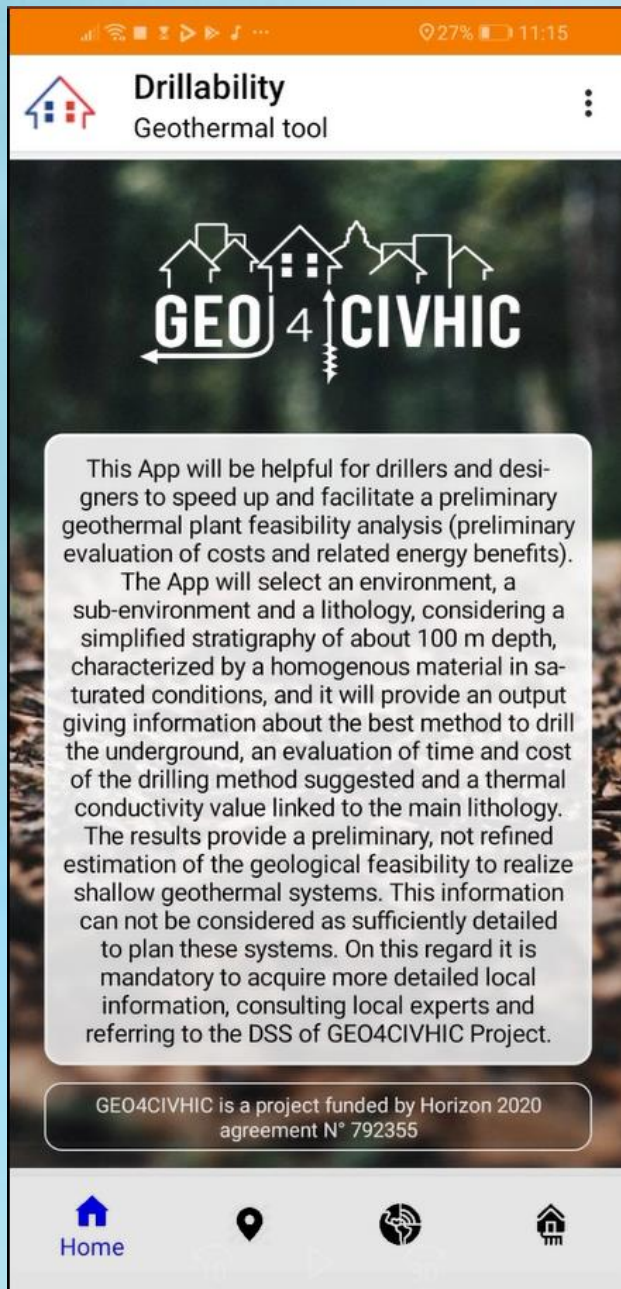 27% 11:15
Drillability
Geothermal tool
GEO 4 CIVHIC
This App will be helpful for drillers and desi-
gners to speed up and facilitate a preliminary
geothermal plant feasibility analysis (preliminary
evaluation of costs and related energy benefits).
The App will select an environment, a
sub-environment and a lithology, considering a
simplified stratigraphy of about 100 m depth,
characterized by a homogenous material in sa-
turated conditions, and it will provide an output
giving information about the best method to drill
the underground, an evaluation of time and cost
of the drilling method suggested and a thermal
conductivity value linked to the main lithology.
The results provide a preliminary, not refined
estimation of the geological feasibility to realize
shallow geothermal systems. This information
can not be considered as sufficiently detailed
to plan these systems. On this regard it is
mandatory to acquire more detailed local
information, consulting local experts and
referring to the DSS of GEO4CIVHIC Project.
GEO4CIVHIC is a project funded by Horizon 2020
agreement N° 792355
Home